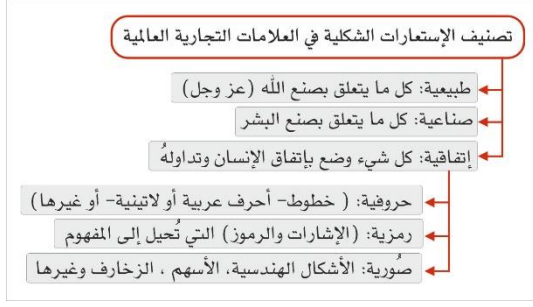 تصنيف الإستعارات الشكلية في العلامات التجارية العالمية
طبيعية: كل ما يتعلق بصنع الله (عز وجل)
صناعية: كل ما يتعلق بصنع البشر
إتفاقية: كل شيء وضع بإتفاق الإنسان وتداولهُ
حروفية: ( خطوط- أحرف عربية أو لاتينية- أو غيرها)
رمزية: (الإشارات والرموز) التي تُحيل إلى المفهوم
صُورية: الأشكال الهندسية، الأسهم ، الزخارف وغيرها